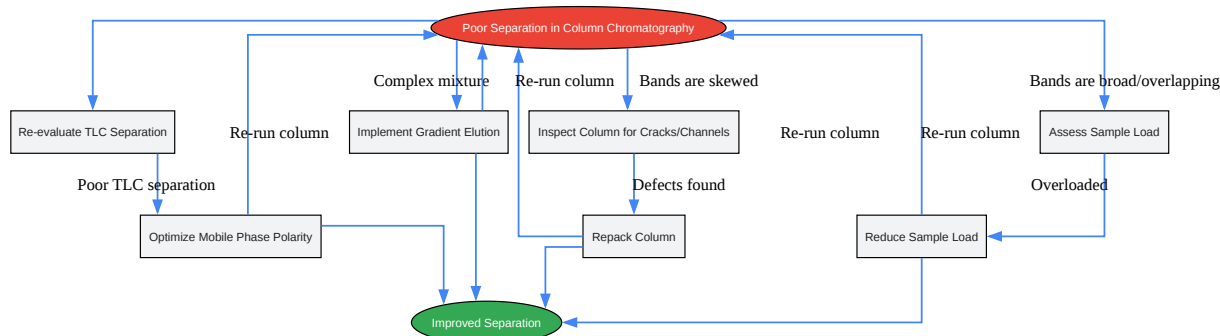 Poor Separation in Column Chromatography
Complex mixture
Re-run column
Bands are skewed
Bands are broad/overlapping
Re-evaluate TLC Separation
Re-run column
Implement Gradient Elution
Inspect Column for Cracks/Channels
Re-run column
Re-run column
Assess Sample Load
Poor TLC separation
Defects found
Overloaded
Optimize Mobile Phase Polarity
Repack Column
Reduce Sample Load
Improved Separation